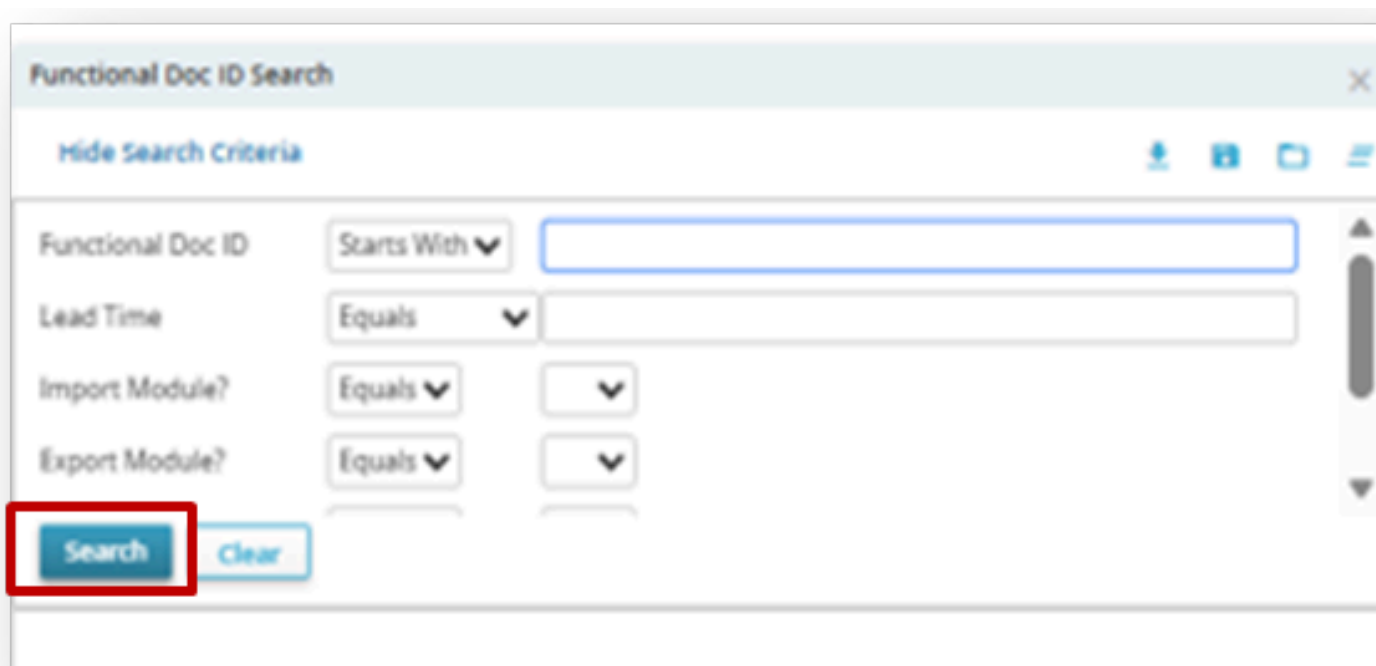 Functional Doc ID Search
Hide Search Criteria
Functional Doc ID Starts With
Lead Time Equals
Import Module? Equals
Export Module? Equals
Search Clear